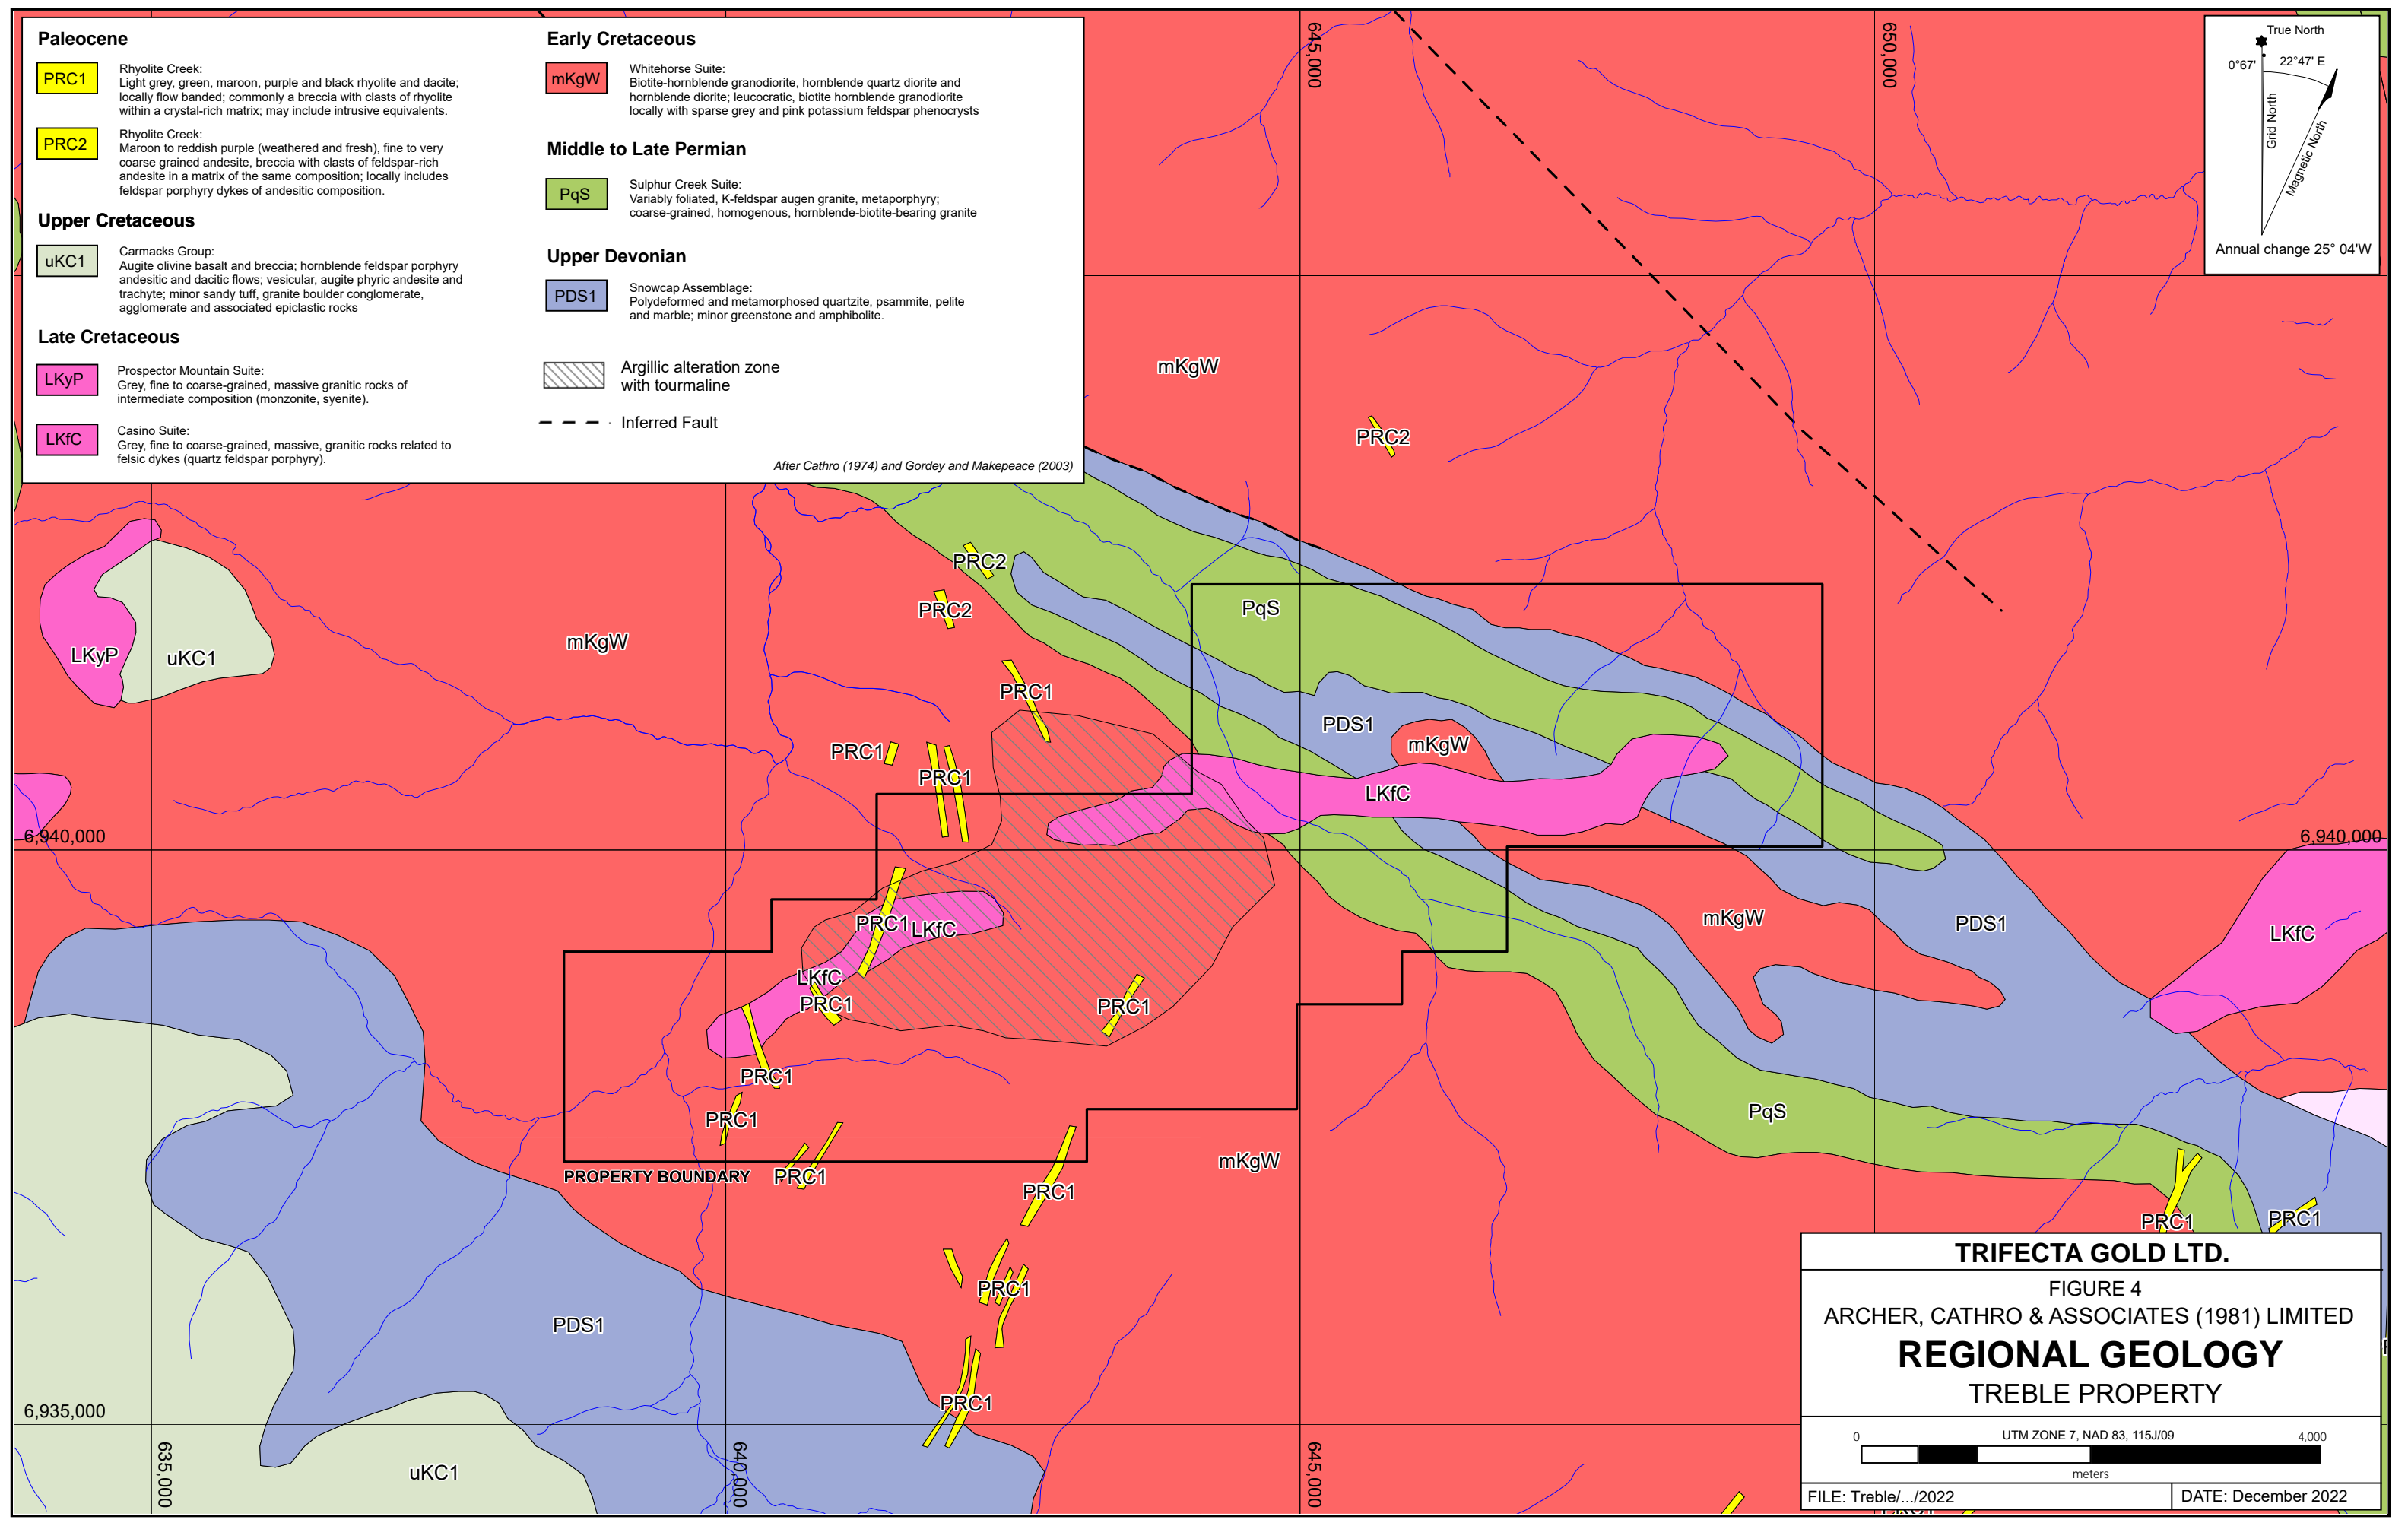 Paleocene
PRC1
Rhyolite Creek:
Light grey, green, maroon, purple and black rhyolite and dacite;
locally flow banded; commonly a breccia with clasts of rhyolite
within a crystal-rich matrix; may include intrusive equivalents.
PRC2
Rhyolite Creek:
Maroon to reddish purple (weathered and fresh), fine to very
coarse grained andesite, breccia with clasts of feldspar-rich
andesite in a matrix of the same composition; locally includes
feldspar porphyry dykes of andesitic composition.
Upper Cretaceous
uKC1
Carmacks Group:
Augite olivine basalt and breccia; hornblende feldspar porphyry
andesitic and dacitic flows; vesicular, augite phyric andesite and
trachyte; minor sandy tuff, granite boulder conglomerate,
agglomerate and associated epiclastic rocks
Late Cretaceous
LKyP
Prospector Mountain Suite:
Grey, fine to coarse-grained, massive granitic rocks of
intermediate composition (monzonite, syenite).
LKfC
Casino Suite:
Grey, fine to coarse-grained, massive, granitic rocks related to
felsic dykes (quartz feldspar porphyry).
Early Cretaceous
mKgW
Whitehorse Suite:
Biotite-hornblende granodiorite, hornblende quartz diorite and
hornblende diorite; leucocratic, biotite hornblende granodiorite
locally with sparse grey and pink potassium feldspar phenocrysts
Middle to Late Permian
PqS
Sulphur Creek Suite:
Variably foliated, K-feldspar augen granite, metaporphyry;
coarse-grained, homogenous, hornblende-biotite-bearing granite
Upper Devonian
PDS1
Snowcap Assemblage:
Polydeformed and metamorphosed quartzite, psammite, pelite
and marble; minor greenstone and amphibolite.
Argillic alteration zone
with tourmaline
Inferred Fault
After Cathro (1974) and Gordey and Makepeace (2003)
645,000
650,000
True North
0°67'
22°47' E
Grid North
Magnetic North
Annual change 25° 04'W
mKgW
PRC2
PRC2
PRC2
PqS
mKgW
LKyP
uKC1
PRC1
PDS1
mKgW
PRC1
PRC1
LKfC
6,940,000
6,940,000
PRC1
LKfC
mKgW
PDS1
LKfC
LKfC
PRC1
PRC1
PRC1
PRC1
PqS
mKgW
PROPERTY BOUNDARY
PRC1
PRC1
PRC1
PRC1
PRC1
PDS1
PRC1
6,935,000
uKC1
635,000
640,000
645,000
PRC1
TRIFECTA GOLD LTD.
FIGURE 4
ARCHER, CATHRO & ASSOCIATES (1981) LIMITED
REGIONAL GEOLOGY
TREBLE PROPERTY
UTM ZONE 7, NAD 83, 115J/09
0
4,000
meters
FILE: Treble/.../2022
DATE: December 2022